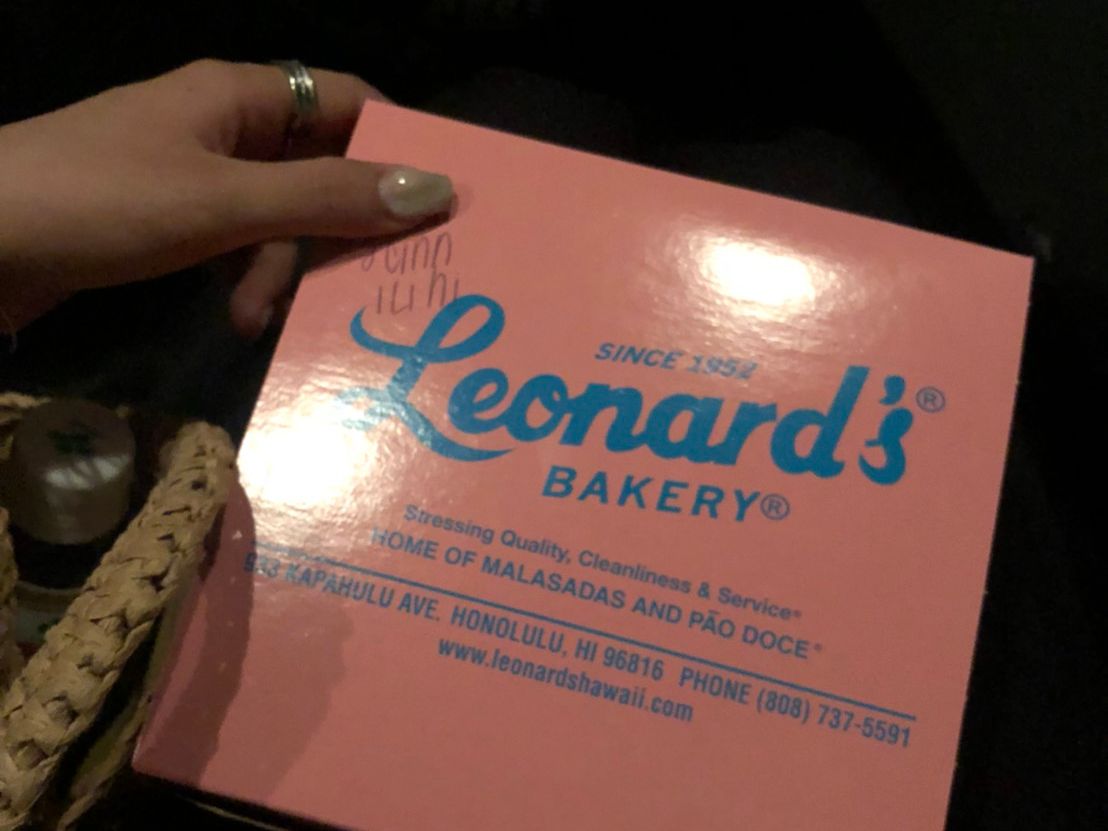 SINCE 1952
Leonard's®
BAKERY®
Stressing Quality, Cleanliness & Service®
HOME OF MALASADAS AND PÃO DOCE®
933 KAPAHULU AVE. HONOLULU, HI 96816 PHONE (808) 737-5591
www.leonardshawaii.com